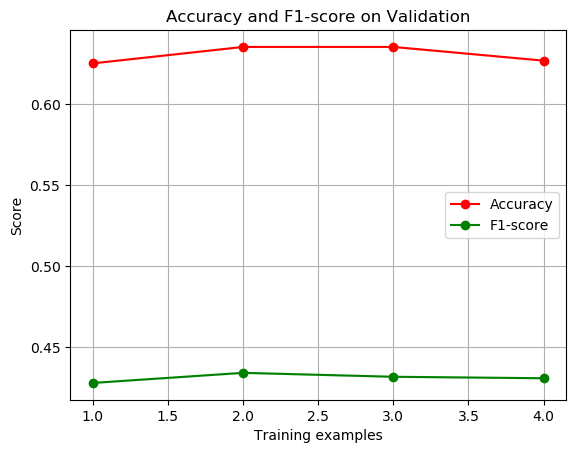 Accuracy and F1-score on Validation
Score
0.60
0.55
0.50
0.45
Accuracy
F1-score
1.0 1.5 2.0 2.5 3.0 3.5 4.0
Training examples